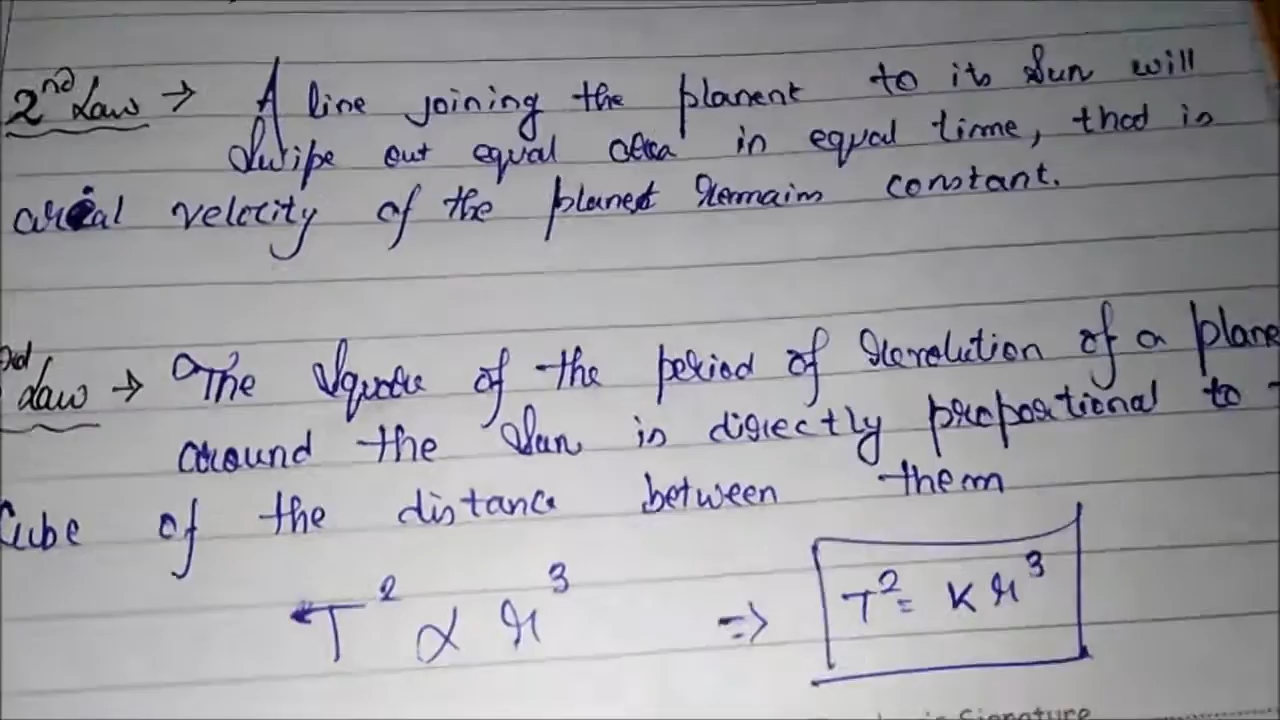 2nd Law → A line joining the planent to its Sun will
Swipe out equal area in equal time, that is
areal velocity of the planet remain constant.
Law → The Square of the period of revolution of a plane
around the Sun is directly proportional to
Cube of the distance between them
T² ∝ r³ => T² = K r³